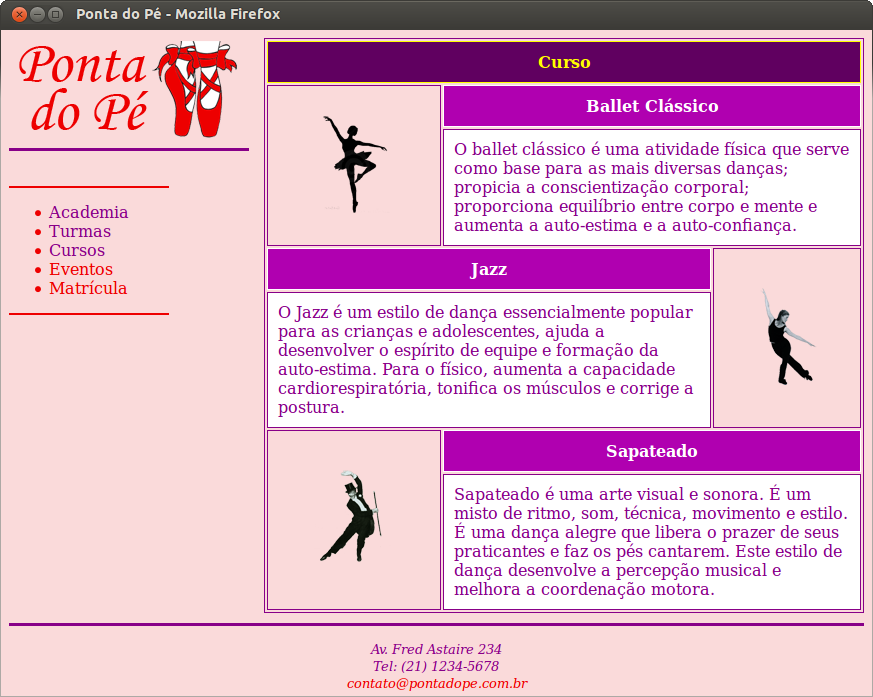 Ponta do Pé - Mozilla Firefox
Ponta
do Pé
Academia
Turmas
Cursos
Eventos
Matrícula
Curso
Ballet Clássico
O ballet clássico é uma atividade física que serve
como base para as mais diversas danças;
propicia a conscientização corporal;
proporciona equilíbrio entre corpo e mente e
aumenta a auto-estima e a auto-confiança.
Jazz
O Jazz é um estilo de dança essencialmente popular
para as crianças e adolescentes, ajuda a
desenvolver o espírito de equipe e formação da
auto-estima. Para o físico, aumenta a capacidade
cardiorespiratória, tonifica os músculos e corrige a
postura.
Sapateado
Sapateado é uma arte visual e sonora. É um
misto de ritmo, som, técnica, movimento e estilo.
É uma dança alegre que libera o prazer de seus
praticantes e faz os pés cantarem. Este estilo de
dança desenvolve a percepção musical e
melhora a coordenação motora.
Av. Fred Astaire 234
Tel: (21) 1234-5678
contato@pontadope.com.br